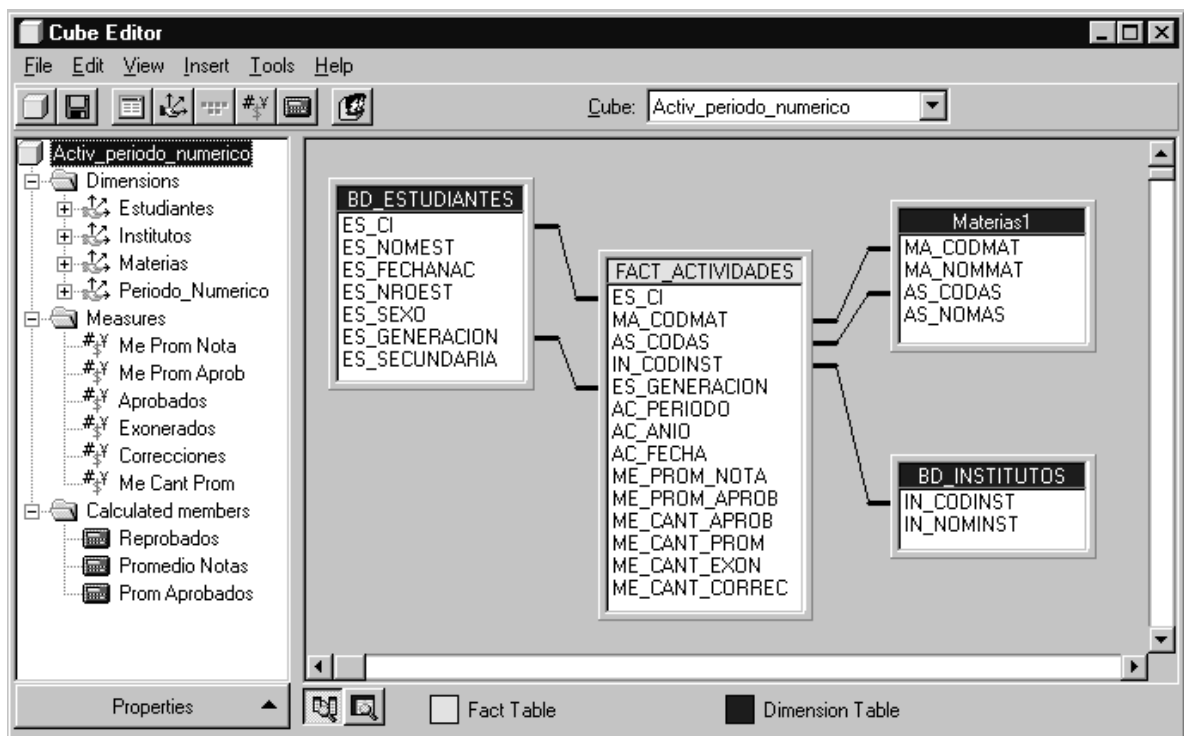 Cube Editor
File Edit View Insert Tools Help
Cube: Activ_periodo_numerico
Activ_periodo_numerico
Dimensions
Estudiantes
Institutos
Materias
Periodo_Numerico
Measures
Me Prom Nota
Me Prom Aprob
Aprobados
Exonerados
Correcciones
Me Cant Prom
Calculated members
Reprobados
Promedio Notas
Prom Aprobados
Properties
BD_ESTUDIANTES
ES_CI
ES_NOMEST
ES_FECHANAC
ES_NROEST
ES_SEXO
ES_GENERACION
ES_SECUNDARIA
FACT_ACTIVIDADES
ES_CI
MA_CODMAT
AS_CODAS
IN_CODINST
ES_GENERACION
AC_PERIODO
AC_ANIO
AC_FECHA
ME_PROM_NOTA
ME_PROM_APROB
ME_CANT_APROB
ME_CANT_PROM
ME_CANT_EXON
ME_CANT_CORREC
Materias1
MA_CODMAT
MA_NOMMAT
AS_CODAS
AS_NOMAS
BD_INSTITUTOS
IN_CODINST
IN_NOMINST
Fact Table
Dimension Table